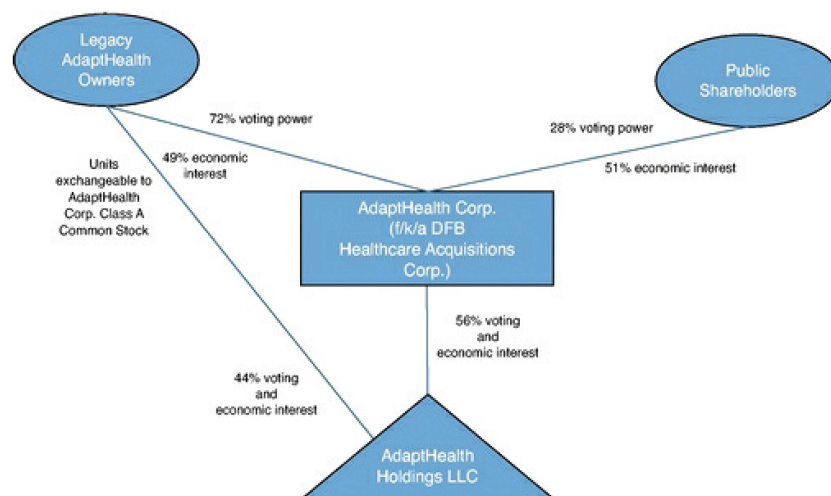 Legacy
AdaptHealth
Owners
Public
Shareholders
72% voting power
28% voting power
49% economic
interest
51% economic interest
Units
exchangeable to
AdaptHealth
Corp. Class A
Common Stock
AdaptHealth Corp.
(f/k/a DFB
Healthcare Acquisitions
Corp.)
56% voting
and
economic interest
44% voting
and
economic interest
AdaptHealth
Holdings LLC